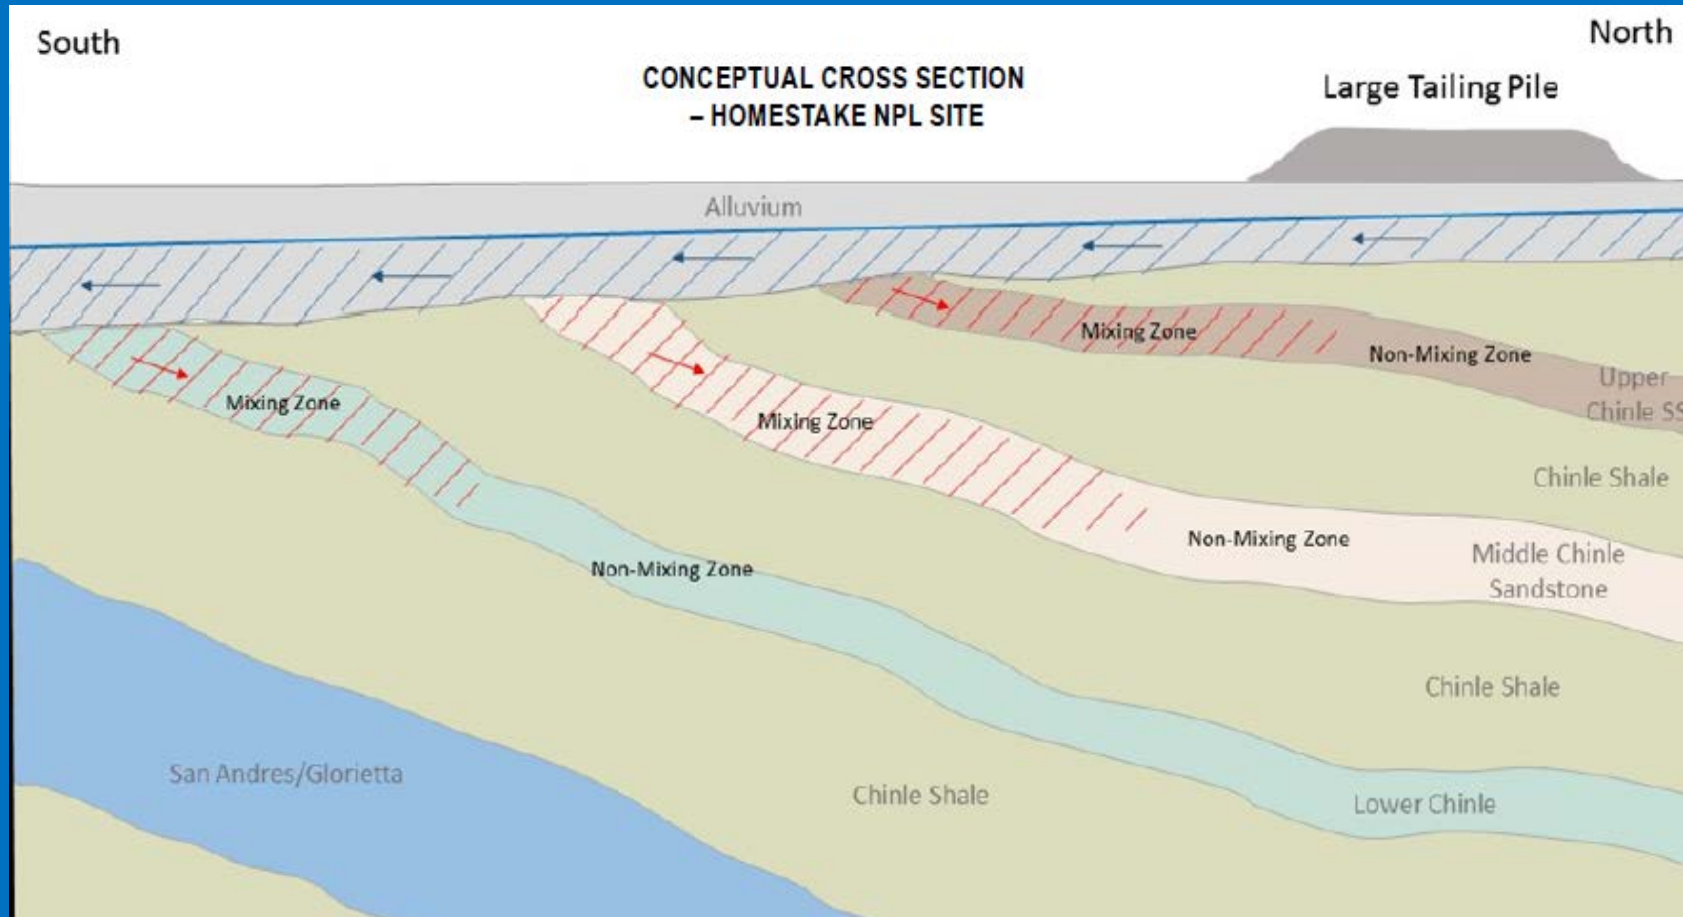 South
North
CONCEPTUAL CROSS SECTION
– HOMESTAKE NPL SITE
Large Tailing Pile
Alluvium
Mixing Zone
Non-Mixing Zone
Upper
Chinle SS
Mixing Zone
Mixing Zone
Chinle Shale
Non-Mixing Zone
Middle Chinle
Sandstone
Non-Mixing Zone
Chinle Shale
San Andres/Glorietta
Chinle Shale
Lower Chinle